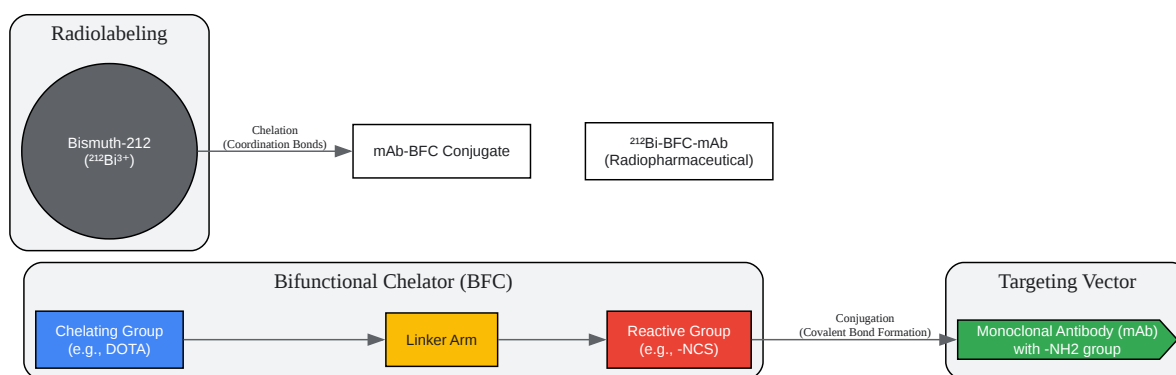 Radiolabeling
Bismuth-212
(²¹²Bi³⁺)
Chelation
(Coordination Bonds)
mAb-BFC Conjugate
²¹²Bi-BFC-mAb
(Radiopharmaceutical)
Bifunctional Chelator (BFC)
Chelating Group
(e.g., DOTA)
Linker Arm
Reactive Group
(e.g., -NCS)
Conjugation
(Covalent Bond Formation)
Targeting Vector
Monoclonal Antibody (mAb)
with -NH2 group